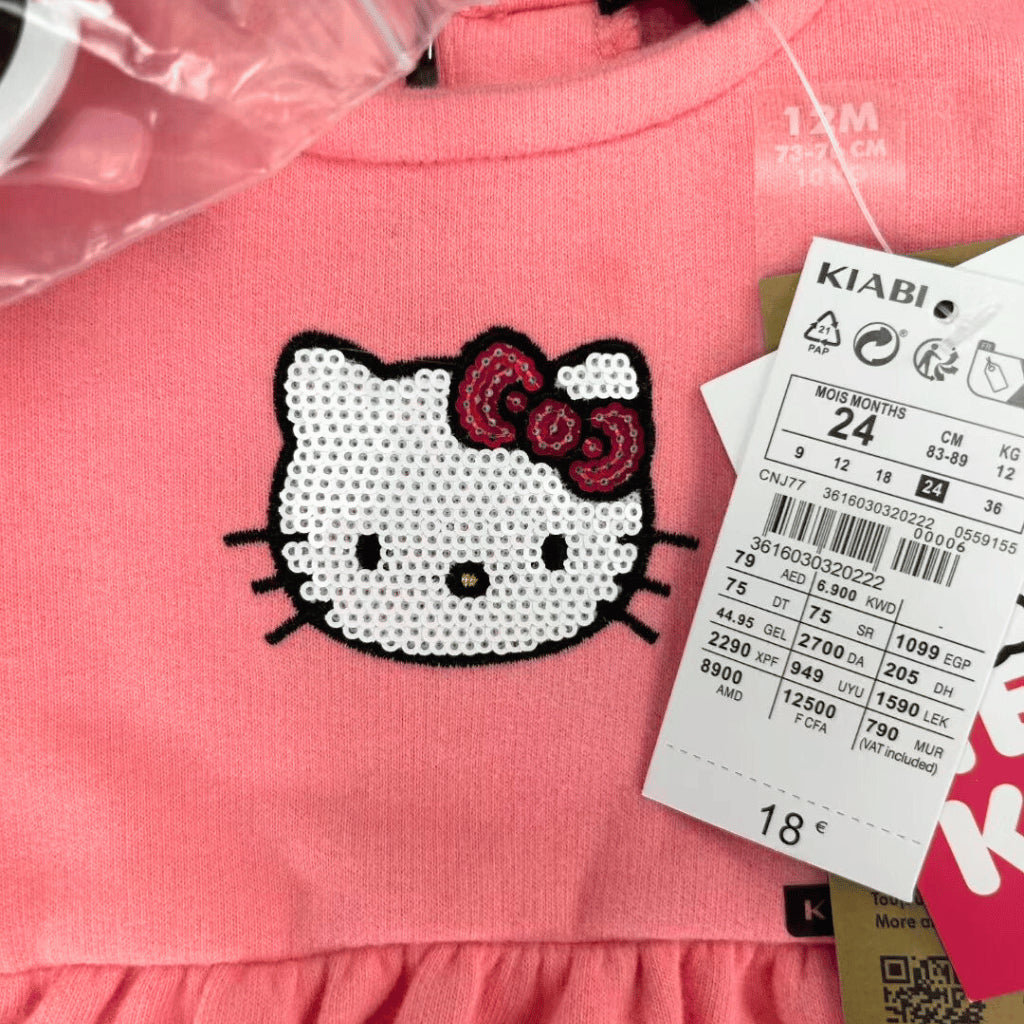 12M
KIABI
21
PAP
FR
MOIS MONTHS
24
CM
83-89
KG
12
9 12 18 24 36
CNJ77 3616030320222 0559155
00006
3616030320222
79 AED 6.900 KWD -
75 DT 75 SR 1099 EGP
44.95 GEL 2700 DA 205 DH
2290 XPF 949 UYU 1590 LEK
8900 AMD 12500 F CFA 790 MUR
(VAT included)
18 €
K
More